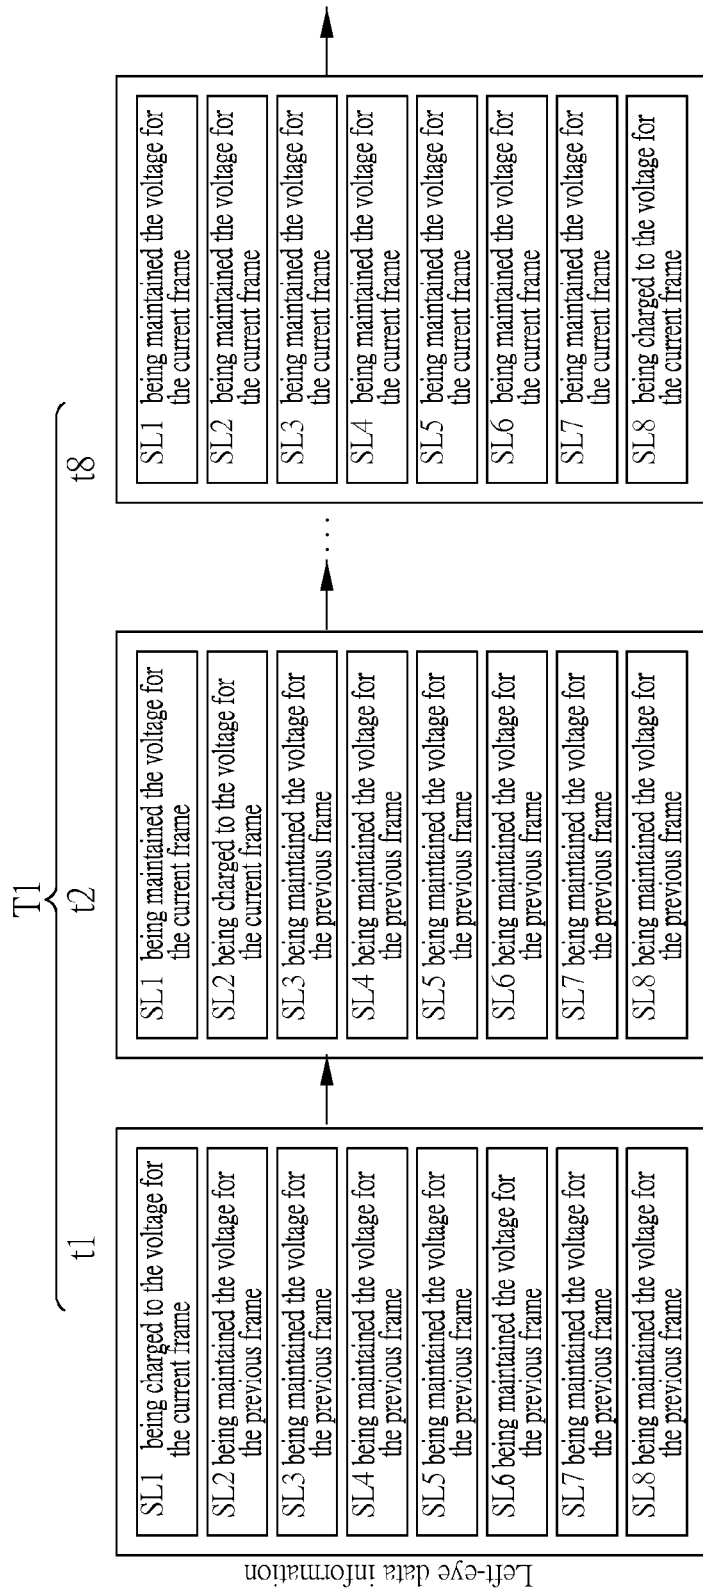 T1
t1
t2
t8
Left-eye data information
SL1 being charged to the voltage for
the current frame
SL2 being maintained the voltage for
the previous frame
SL3 being maintained the voltage for
the previous frame
SL4 being maintained the voltage for
the previous frame
SL5 being maintained the voltage for
the previous frame
SL6 being maintained the voltage for
the previous frame
SL7 being maintained the voltage for
the previous frame
SL8 being maintained the voltage for
the previous frame
SL1 being maintained the voltage for
the current frame
SL2 being charged to the voltage for
the current frame
SL3 being maintained the voltage for
the previous frame
SL4 being maintained the voltage for
the previous frame
SL5 being maintained the voltage for
the previous frame
SL6 being maintained the voltage for
the previous frame
SL7 being maintained the voltage for
the previous frame
SL8 being maintained the voltage for
the previous frame
....
SL1 being maintained the voltage for
the current frame
SL2 being maintained the voltage for
the current frame
SL3 being maintained the voltage for
the current frame
SL4 being maintained the voltage for
the current frame
SL5 being maintained the voltage for
the current frame
SL6 being maintained the voltage for
the current frame
SL7 being maintained the voltage for
the current frame
SL8 being charged to the voltage for
the current frame